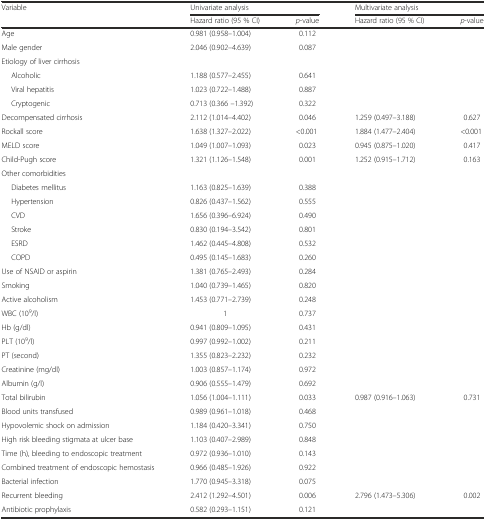 Variable Univariate analysis Multivariate analysis
Hazard ratio (95 % CI) p-value Hazard ratio (95 % CI) p-value
Age 0.981 (0.958–1.004) 0.112
Male gender 2.046 (0.902–4.639) 0.087
Etiology of liver cirrhosis
Alcoholic 1.188 (0.577–2.455) 0.641
Viral hepatitis 1.023 (0.722–1.488) 0.887
Cryptogenic 0.713 (0.366 –1.392) 0.322
Decompensated cirrhosis 2.112 (1.014–4.402) 0.046 1.259 (0.497–3.188) 0.627
Rockall score 1.638 (1.327–2.022) <0.001 1.884 (1.477–2.404) <0.001
MELD score 1.049 (1.007–1.093) 0.023 0.945 (0.875–1.020) 0.417
Child-Pugh score 1.321 (1.126–1.548) 0.001 1.252 (0.915–1.712) 0.163
Other comorbidities
Diabetes mellitus 1.163 (0.825–1.639) 0.388
Hypertension 0.826 (0.437–1.562) 0.555
CVD 1.656 (0.396–6.924) 0.490
Stroke 0.830 (0.194–3.542) 0.801
ESRD 1.462 (0.445–4.808) 0.532
COPD 0.495 (0.145–1.683) 0.260
Use of NSAID or aspirin 1.381 (0.765–2.493) 0.284
Smoking 1.040 (0.739–1.465) 0.820
Active alcoholism 1.453 (0.771–2.739) 0.248
WBC (10⁹/l) 1 0.737
Hb (g/dl) 0.941 (0.809–1.095) 0.431
PLT (10⁹/l) 0.997 (0.992–1.002) 0.211
PT (second) 1.355 (0.823–2.232) 0.232
Creatinine (mg/dl) 1.003 (0.857–1.174) 0.972
Albumin (g/l) 0.906 (0.555–1.479) 0.692
Total bilirubin 1.056 (1.004–1.111) 0.033 0.987 (0.916–1.063) 0.731
Blood units transfused 0.989 (0.961–1.018) 0.468
Hypovolemic shock on admission 1.184 (0.420–3.341) 0.750
High risk bleeding stigmata at ulcer base 1.103 (0.407–2.989) 0.848
Time (h), bleeding to endoscopic treatment 0.972 (0.936–1.010) 0.143
Combined treatment of endoscopic hemostasis 0.966 (0.485–1.926) 0.922
Bacterial infection 1.770 (0.945–3.318) 0.075
Recurrent bleeding 2.412 (1.292–4.501) 0.006 2.796 (1.473–5.306) 0.002
Antibiotic prophylaxis 0.582 (0.293–1.151) 0.121